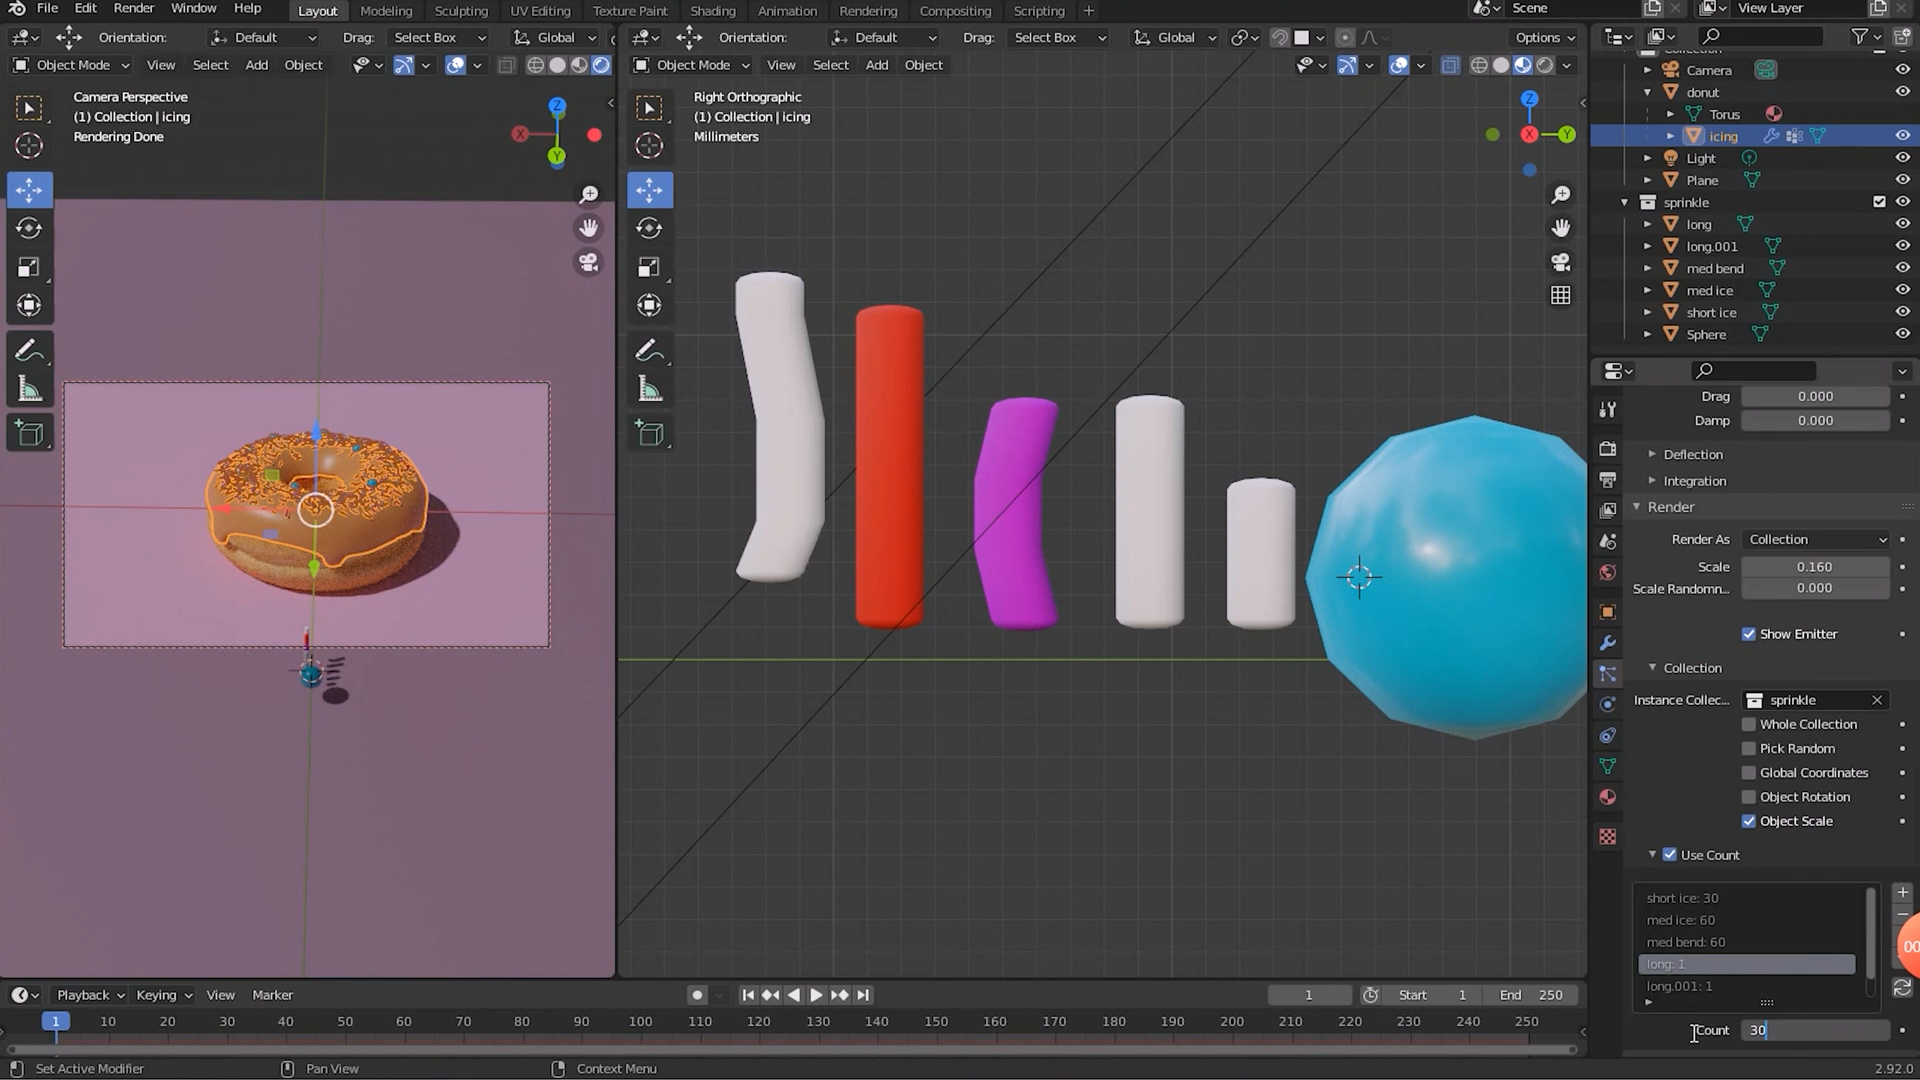 File Edit Render Window Help Layout Modeling Sculpting UV Editing Texture Paint Shading Animation Rendering Compositing Scripting + Scene View Layer
Orientation: Default Drag: Select Box Global
Orientation: Default Drag: Select Box Global Options
Object Mode View Select Add Object
Object Mode View Select Add Object
Camera Perspective
(1) Collection | icing
Rendering Done
Z
X
Y
Right Orthographic
(1) Collection | icing
Millimeters
Z
X
Y
Collection
Camera
donut
Torus
icing
Light
Plane
sprinkle
long
long.001
med bend
med ice
short ice
Sphere
Drag 0.000
Damp 0.000
Deflection
Integration
Render
Render As Collection
Scale 0.160
Scale Randomn... 0.000
Show Emitter
Collection
Instance Collec... sprinkle
Whole Collection
Pick Random
Global Coordinates
Object Rotation
Object Scale
Use Count
short ice: 30
med ice: 60
med bend: 60
long: 1
long.001: 1
Count 30
00
Playback Keying View Marker 1 Start 1 End 250
1 10 20 30 40 50 60 70 80 90 100 110 120 130 140 150 160 170 180 190 200 210 220 230 240 250
Set Active Modifier Pan View Context Menu 2.92.0